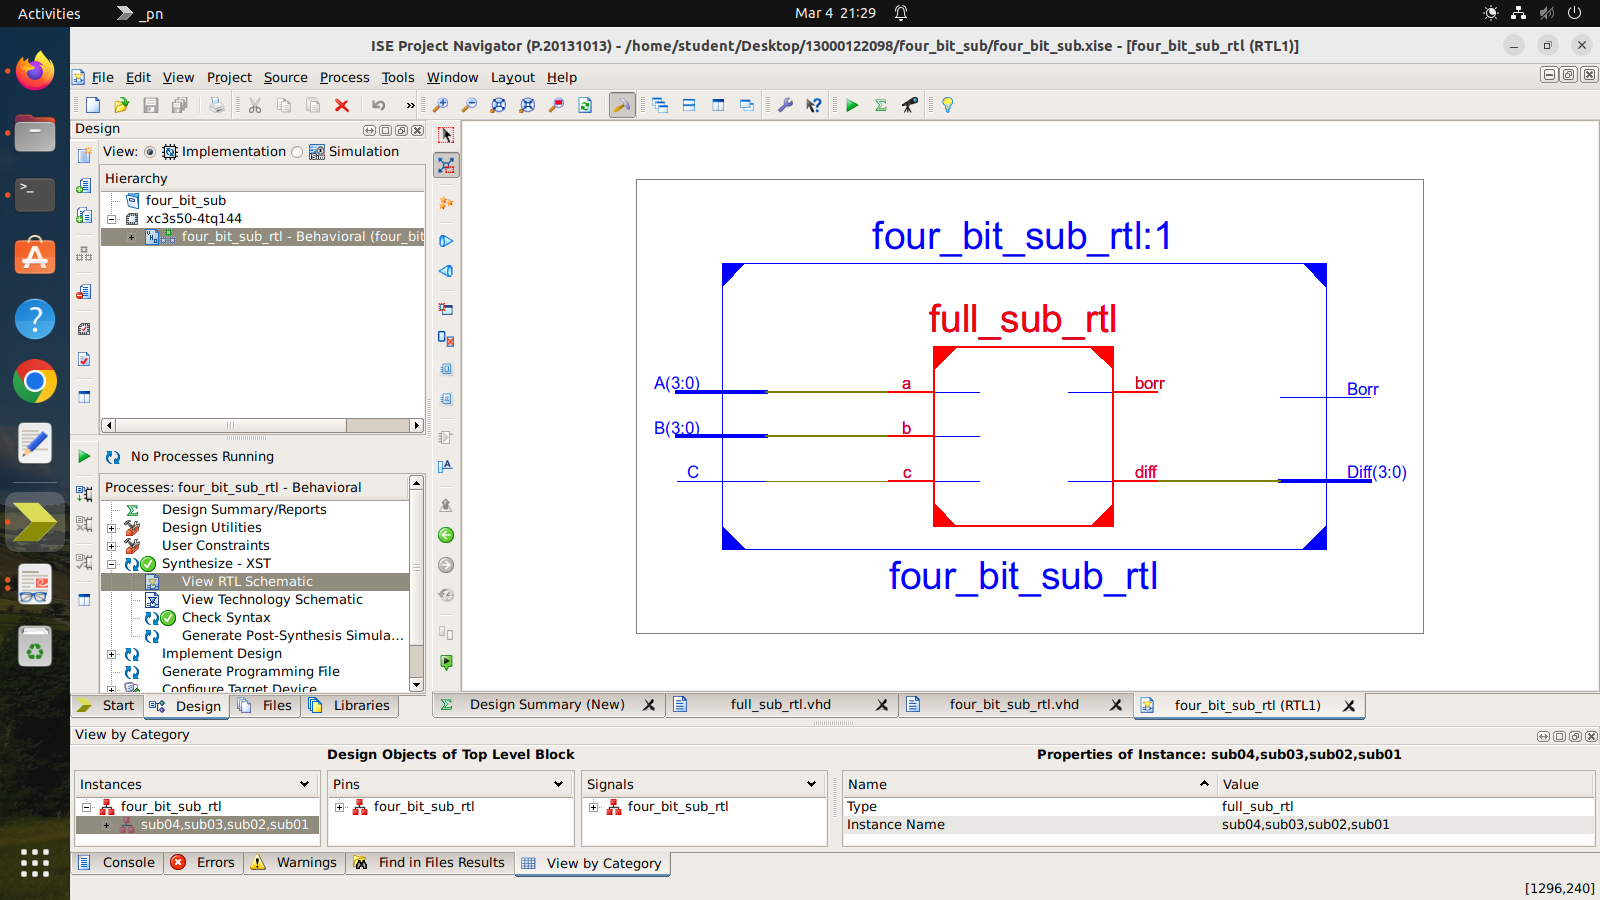 Activities
_pn
Mar 4 21:29
ISE Project Navigator (P.20131013) - /home/student/Desktop/13000122098/four_bit_sub/four_bit_sub.xise - [four_bit_sub_rtl (RTL1)]
File Edit View Project Source Process Tools Window Layout Help
»
Design
View: Implementation Simulation
Hierarchy
four_bit_sub
xc3s50-4tq144
four_bit_sub_rtl - Behavioral (four_bit
No Processes Running
Processes: four_bit_sub_rtl - Behavioral
Design Summary/Reports
Design Utilities
User Constraints
Synthesize - XST
View RTL Schematic
View Technology Schematic
Check Syntax
Generate Post-Synthesis Simula...
Implement Design
Generate Programming File
Configure Target Device
Start Design Files Libraries
four_bit_sub_rtl:1
full_sub_rtl
A(3:0) a borr Borr
B(3:0) b
C c diff Diff(3:0)
four_bit_sub_rtl
Design Summary (New) full_sub_rtl.vhd four_bit_sub_rtl.vhd four_bit_sub_rtl (RTL1)
View by Category
Design Objects of Top Level Block
Properties of Instance: sub04,sub03,sub02,sub01
Instances
four_bit_sub_rtl
sub04,sub03,sub02,sub01
Pins
four_bit_sub_rtl
Signals
four_bit_sub_rtl
Name Value
Type full_sub_rtl
Instance Name sub04,sub03,sub02,sub01
Console Errors Warnings Find in Files Results View by Category
[1296,240]